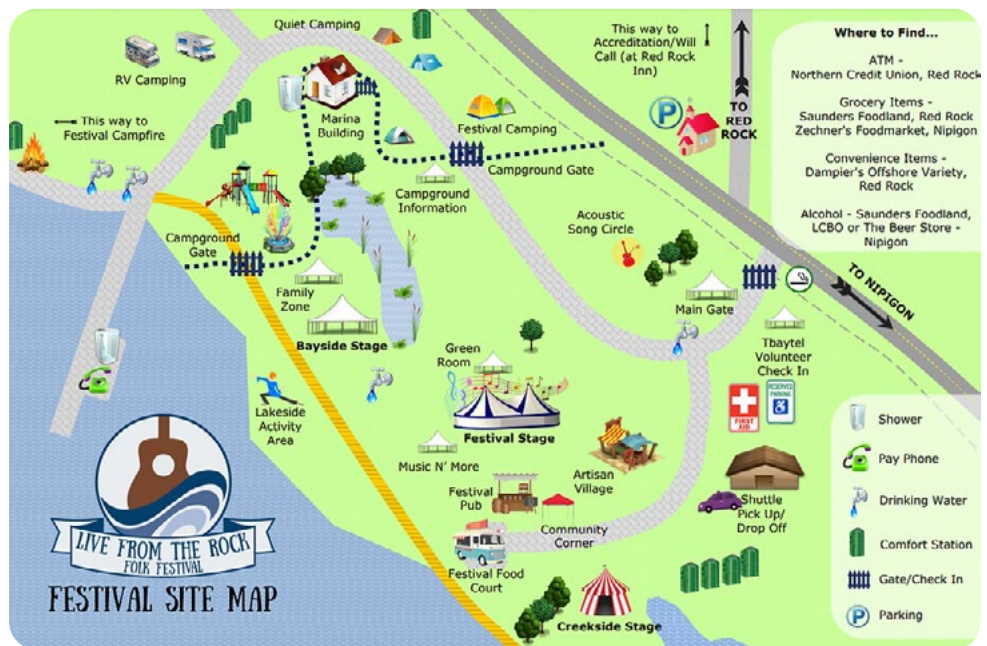 Quiet Camping
RV Camping
This way to
Festival Campfire
Marina
Building
Festival Camping
Campground Gate
Campground
Information
This way to
Accreditation/Will
Call (at Red Rock
Inn)
P
TO
RED
ROCK
Where to Find...
ATM -
Northern Credit Union, Red Rock
Grocery Items -
Saunders Foodland, Red Rock
Zechner's Foodmarket, Nipigon
Convenience Items -
Dampier's Offshore Variety,
Red Rock
Alcohol - Saunders Foodland,
LCBO or The Beer Store -
Nipigon
Acoustic
Song Circle
Campground
Gate
Family
Zone
Bayside Stage
Main Gate
TO NIPIGON
Tbaytel
Volunteer
Check In
Green
Room
Festival Stage
Lakeside
Activity
Area
FIRST
AID
RESERVED
PARKING
Music N' More
Artisan
Village
Festival
Pub
Community
Corner
Shuttle
Pick Up/
Drop Off
Festival Food
Court
Creekside Stage
LIVE FROM THE ROCK
FOLK FESTIVAL
FESTIVAL SITE MAP
Shower
Pay Phone
Drinking Water
Comfort Station
Gate/Check In
P Parking